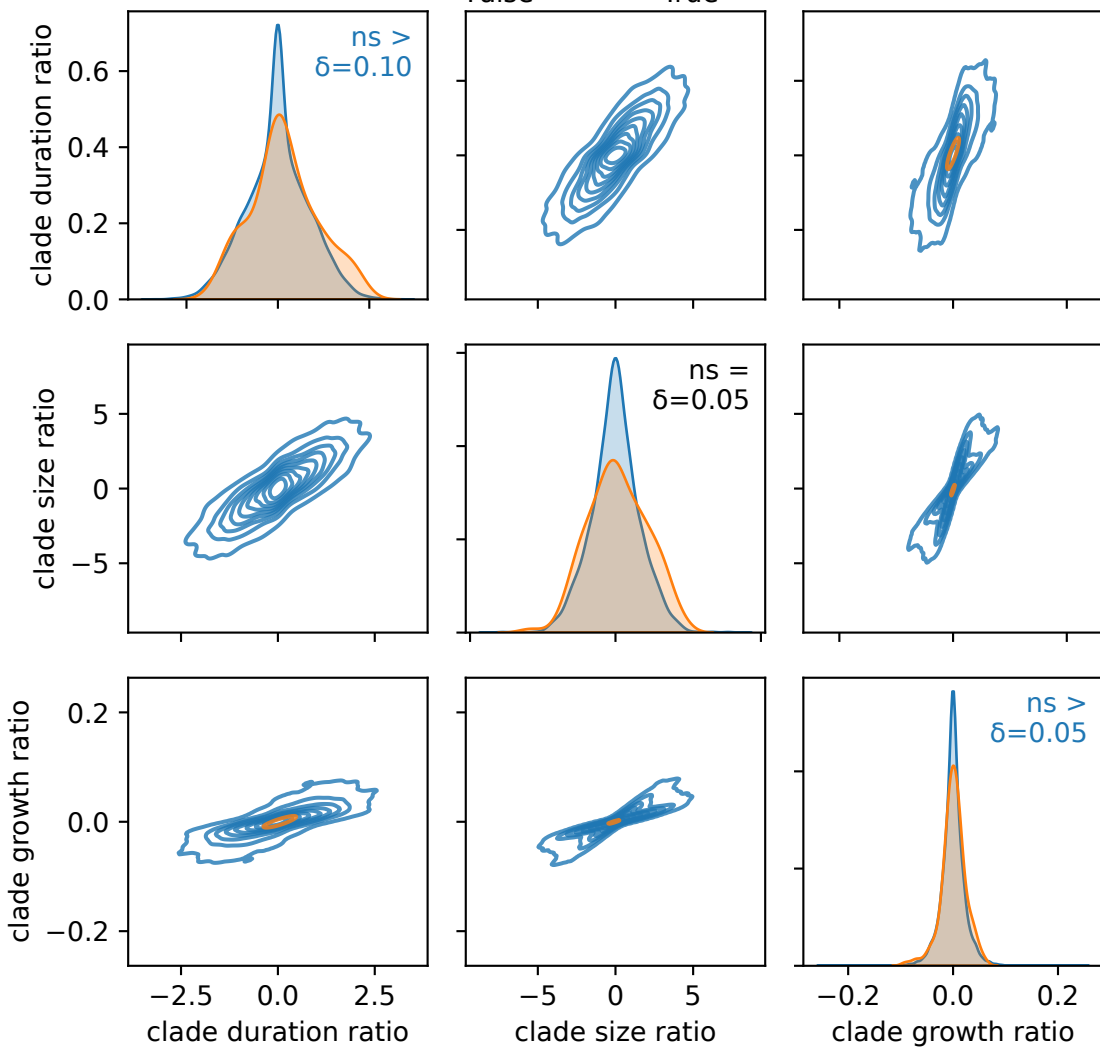 clade duration ratio
0.6
0.4
0.2
0.0
ns >
δ=0.10
clade size ratio
5
0
−5
ns =
δ=0.05
clade growth ratio
0.2
0.0
−0.2
ns >
δ=0.05
−2.5 0.0 2.5
−5 0 5
−0.2 0.0 0.2
clade duration ratio
clade size ratio
clade growth ratio